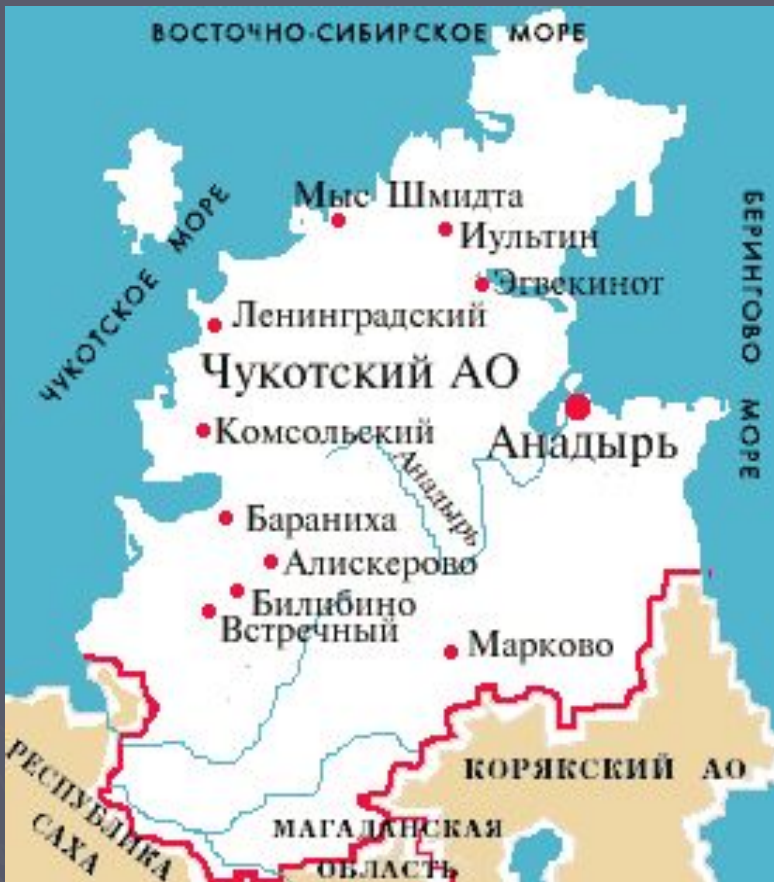 ВОСТОЧНО-СИБИРСКОЕ МОРЕ
ЧУКОТСКОЕ МОРЕ
БЕРИНГОВО МОРЕ
Мыс Шмидта
Иультин
Эгвекинот
Ленинградский
Чукотский АО
Комсольский
Анадырь
Анадырь
Бараниха
Алискерово
Билибино
Встречный
Марково
КОРЯКСКИЙ АО
РЕСПУБЛИКА
САХА
МАГАДАНСКАЯ
ОБЛАСТЬ